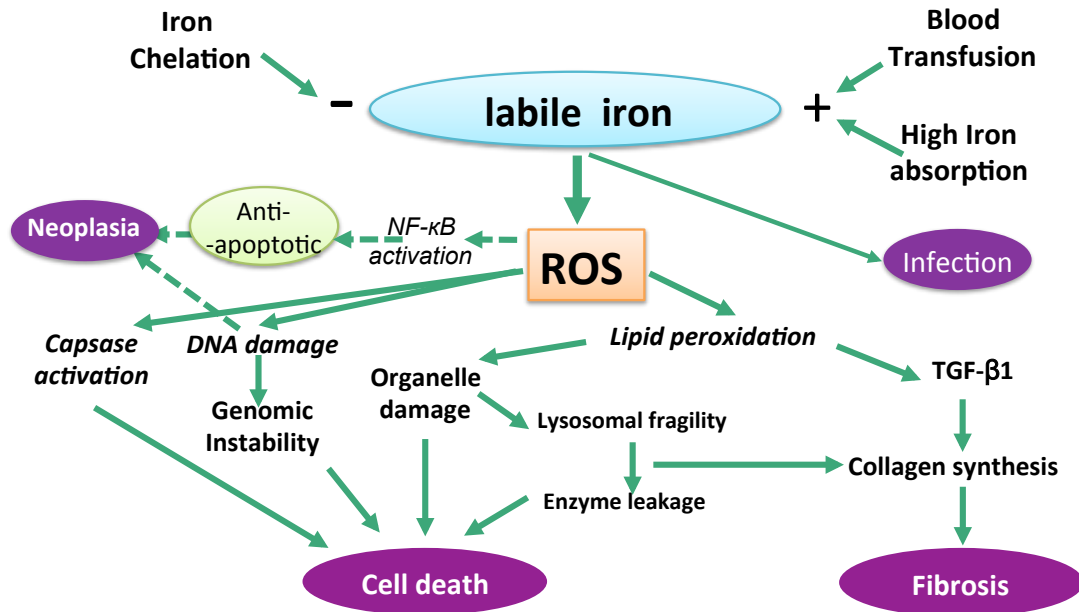 Iron
Chelation
Blood
Transfusion
-
labile iron
+
High Iron
absorption
Neoplasia
Anti-
-apoptotic
NF-κB
activation
ROS
Infection
Capsase
activation
DNA damage
Lipid peroxidation
Organelle
damage
TGF-β1
Genomic
Instability
Lysosomal fragility
Collagen synthesis
Enzyme leakage
Cell death
Fibrosis